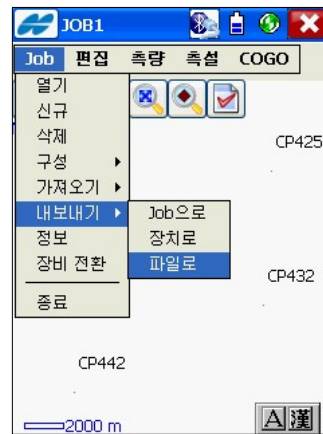 JOB1
Job 편집 측량 측설 COGO
열기
신규
삭제
구성
가져오기
내보내기
정보
장비 전환
종료
Job으로
장치로
파일로
CP425
CP432
CP442
2000 m
A漢